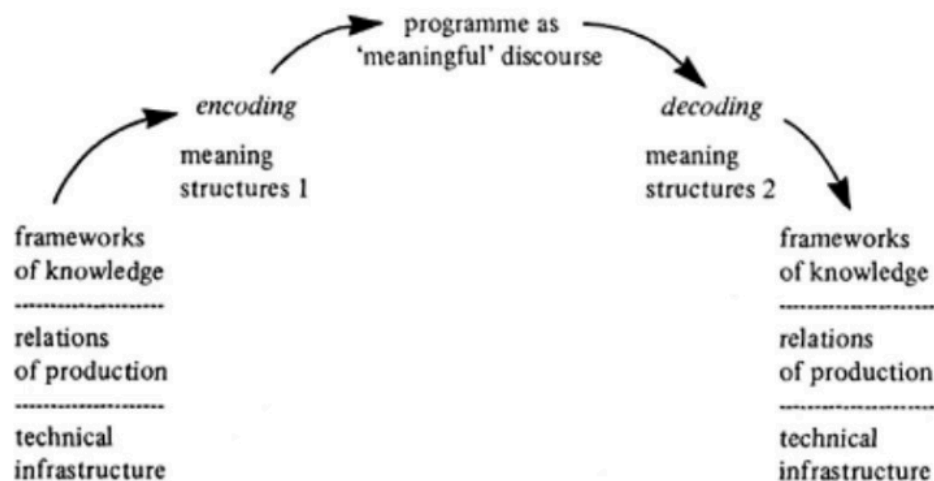 programme as
‘meaningful’ discourse
encoding
decoding
meaning
structures 1
meaning
structures 2
frameworks
of knowledge
relations
of production
technical
infrastructure
frameworks
of knowledge
relations
of production
technical
infrastructure